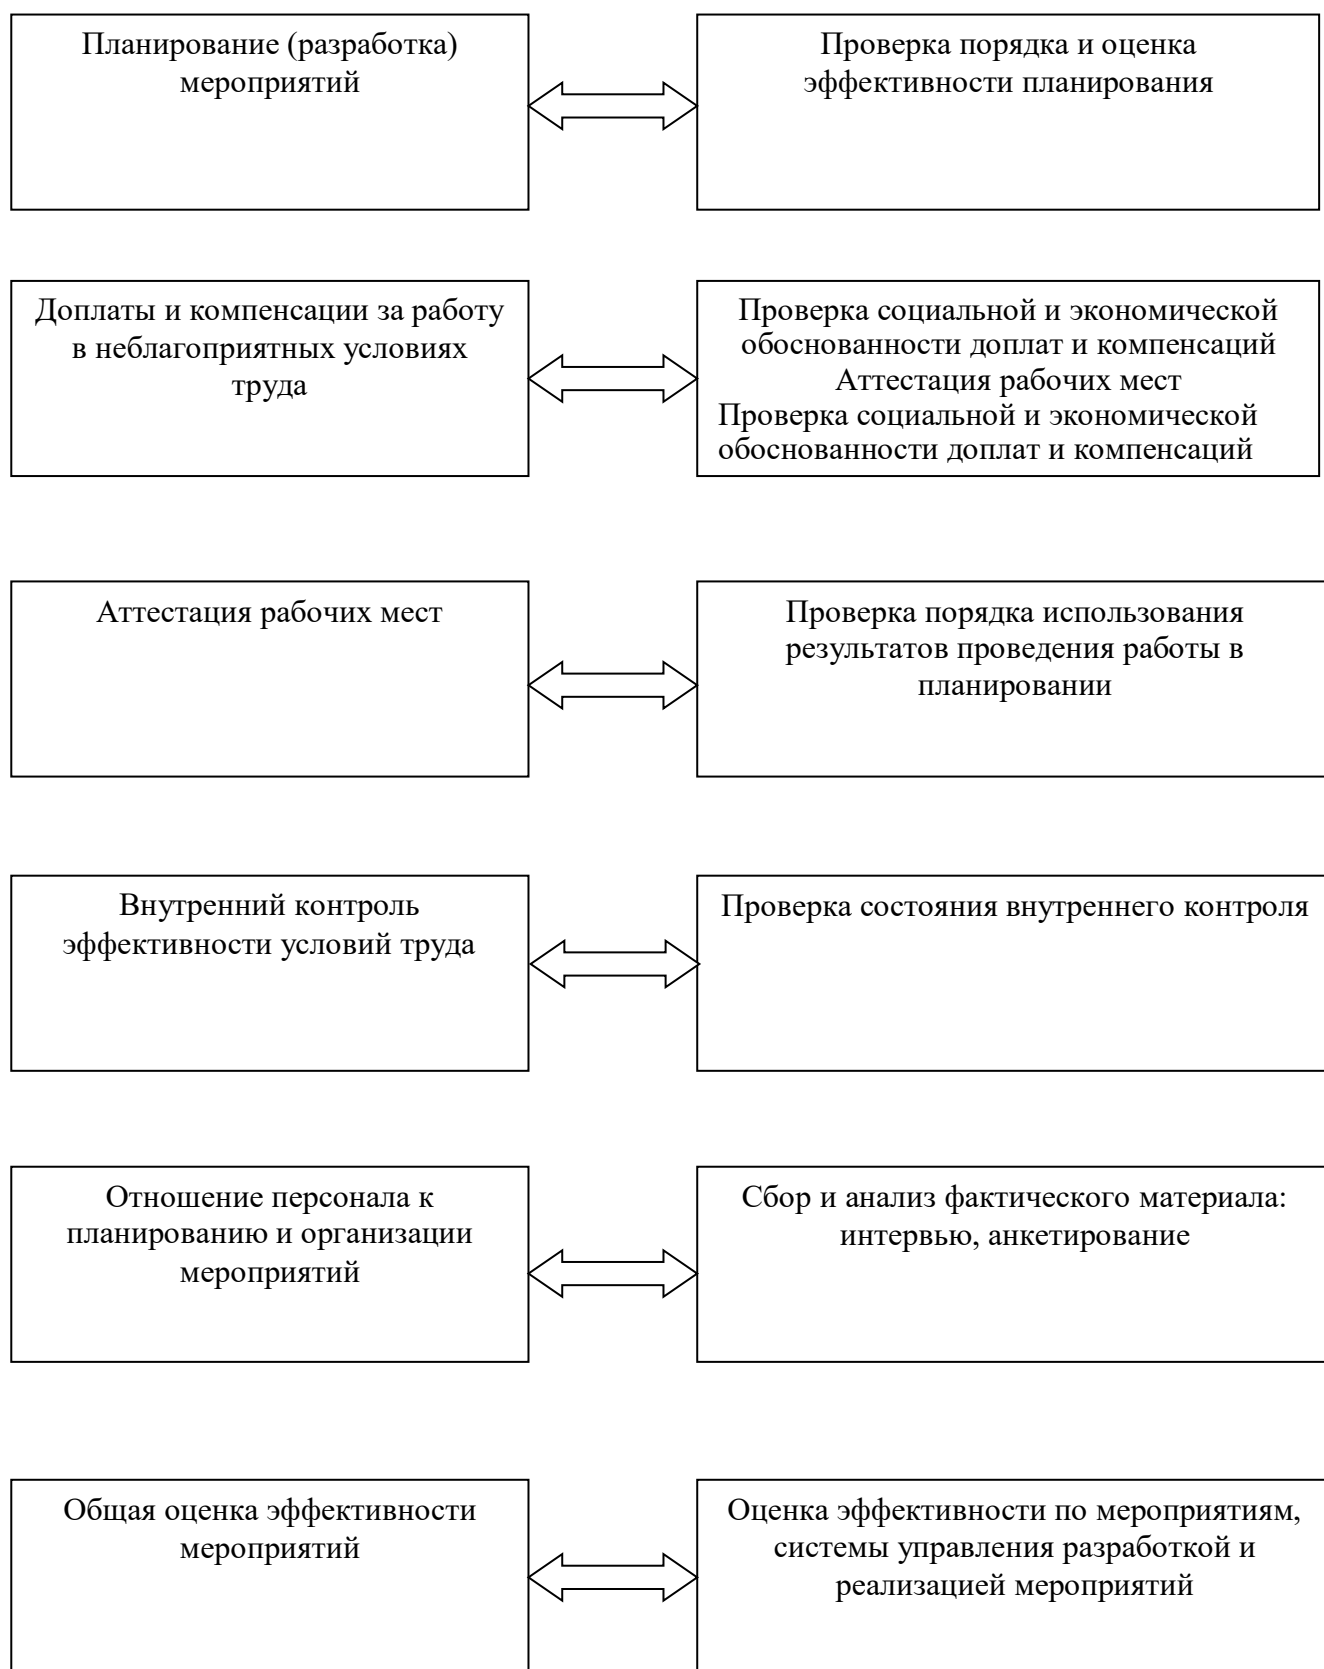 Планирование (разработка)
мероприятий
Проверка порядка и оценка
эффективности планирования
Доплаты и компенсации за работу
в неблагоприятных условиях
труда
Проверка социальной и экономической
обоснованности доплат и компенсаций
Аттестация рабочих мест
Проверка социальной и экономической
обоснованности доплат и компенсаций
Аттестация рабочих мест
Проверка порядка использования
результатов проведения работы в
планировании
Внутренний контроль
эффективности условий труда
Проверка состояния внутреннего контроля
Отношение персонала к
планированию и организации
мероприятий
Сбор и анализ фактического материала:
интервью, анкетирование
Общая оценка эффективности
мероприятий
Оценка эффективности по мероприятиям,
системы управления разработкой и
реализацией мероприятий